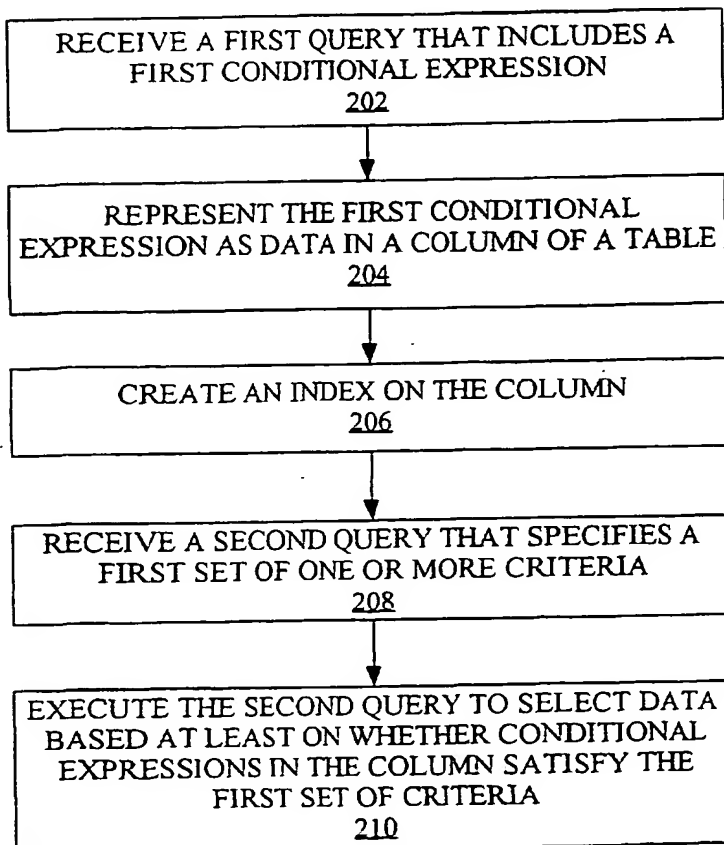 RECEIVE A FIRST QUERY THAT INCLUDES A
FIRST CONDITIONAL EXPRESSION
202
REPRESENT THE FIRST CONDITIONAL
EXPRESSION AS DATA IN A COLUMN OF A TABLE
204
CREATE AN INDEX ON THE COLUMN
206
RECEIVE A SECOND QUERY THAT SPECIFIES A
FIRST SET OF ONE OR MORE CRITERIA
208
EXECUTE THE SECOND QUERY TO SELECT DATA
BASED AT LEAST ON WHETHER CONDITIONAL
EXPRESSIONS IN THE COLUMN SATISFY THE
FIRST SET OF CRITERIA
210